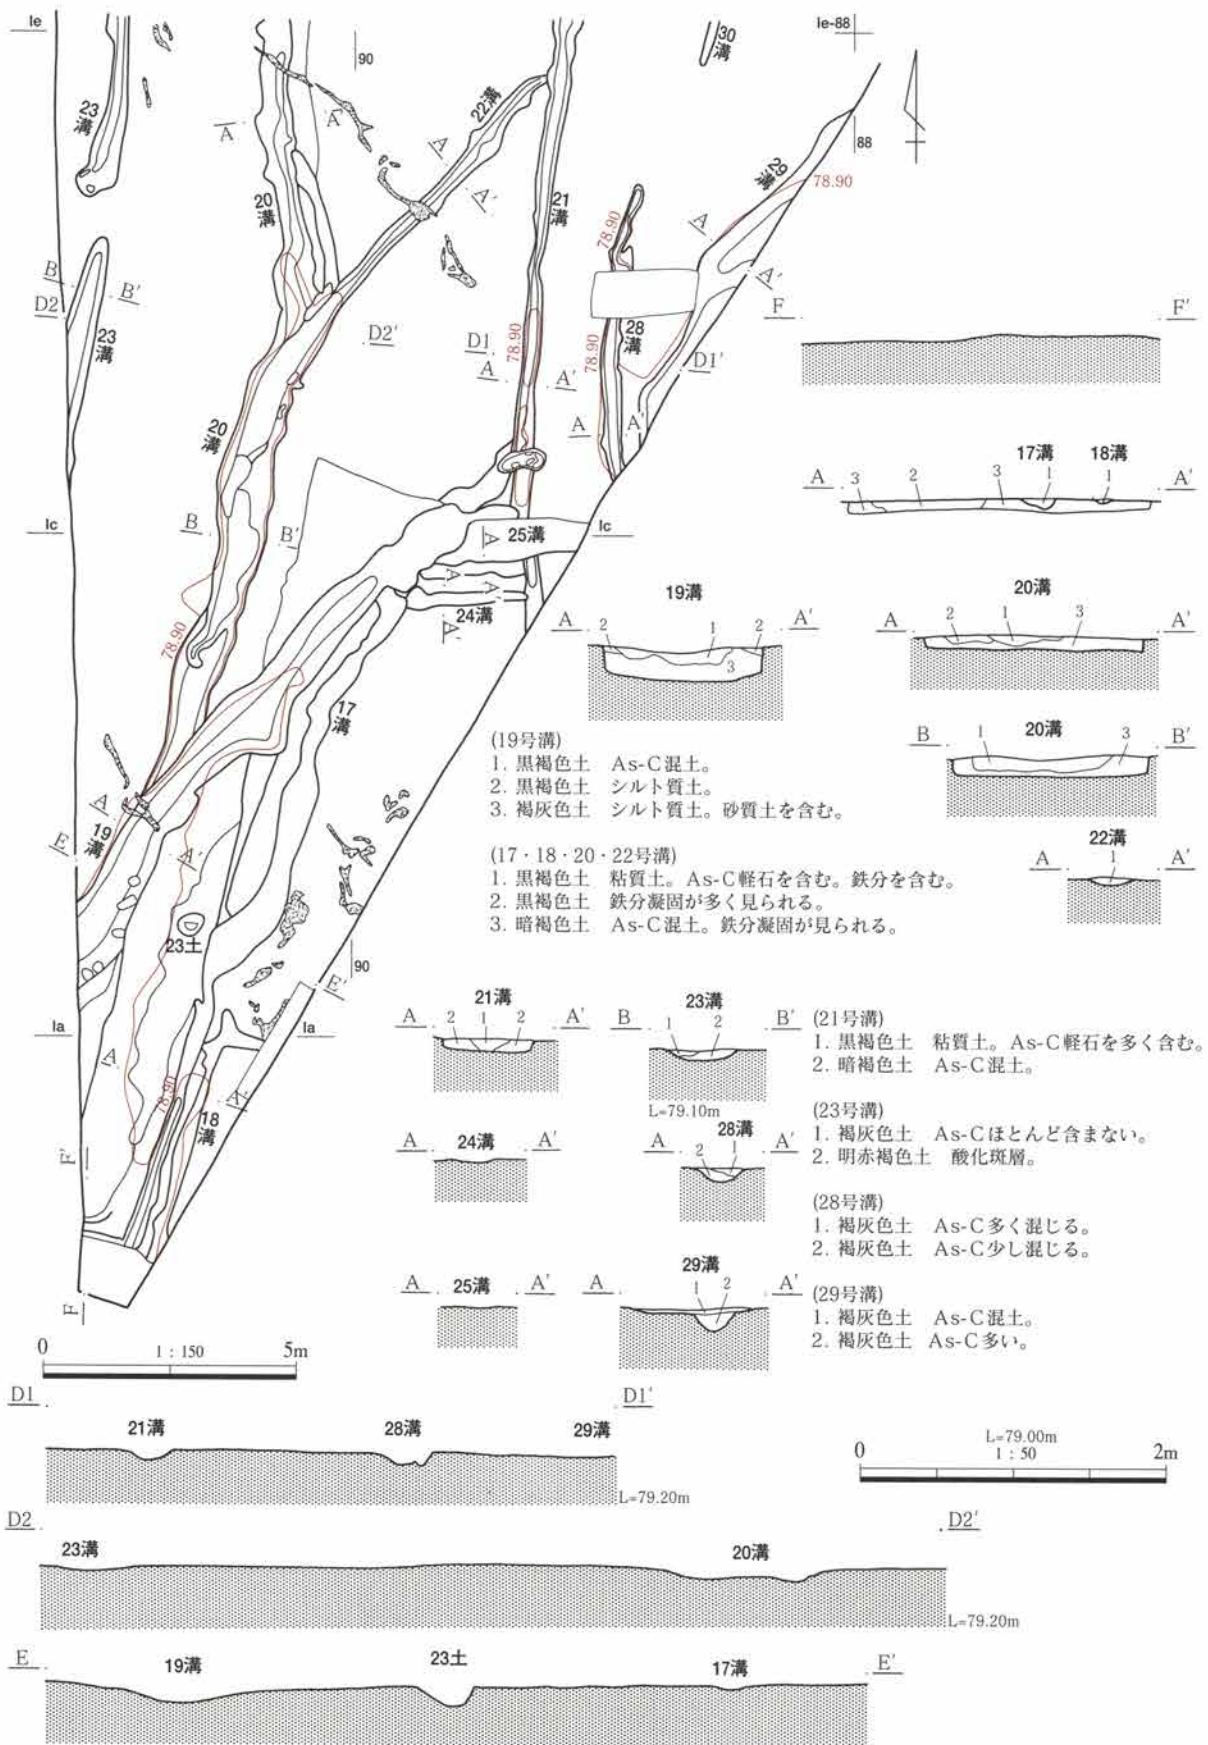 Ie
Ie-88
30溝
90
23溝
A
A'
22溝
A
A'
88
29溝
78.90
20溝
21溝
78.90
A
A'
B
B'
D2
D2'
D1
78.90
78.90
28溝
D1'
F
F'
23溝
A
A'
A
A'
20溝
17溝
18溝
A
3
2
3
1
1
A'
B
B'
Ic
25溝
Ic
A
A
A
24溝
A
19溝
A
2
1
2
3
A'
20溝
A
2
1
3
A'
78.90
17溝
(19号溝)
1. 黒褐色土 As-C混土。
2. 黒褐色土 シルト質土。
3. 褐灰色土 シルト質土。砂質土を含む。
20溝
B
1
3
B'
A
E
19溝
A'
(17・18・20・22号溝)
1. 黒褐色土 粘質土。As-C軽石を含む。鉄分を含む。
2. 黒褐色土 鉄分凝固が多く見られる。
3. 暗褐色土 As-C混土。鉄分凝固が見られる。
22溝
A
1
A'
23土
90
E'
Ia
Ia
A
78.90
A'
18溝
F'
F
21溝
A
2
1
2
A'
23溝
B
1
2
B'
L=79.10m
(21号溝)
1. 黒褐色土 粘質土。As-C軽石を多く含む。
2. 暗褐色土 As-C混土。
(23号溝)
1. 褐灰色土 As-Cほとんど含まない。
2. 明赤褐色土 酸化斑層。
24溝
A
A'
28溝
A
2
1
A'
(28号溝)
1. 褐灰色土 As-C多く混じる。
2. 褐灰色土 As-C少し混じる。
25溝
A
A'
29溝
A
1
2
A'
(29号溝)
1. 褐灰色土 As-C混土。
2. 褐灰色土 As-C多い。
0
1：150
5m
D1
D1'
21溝
28溝
29溝
L=79.20m
L=79.00m
0
1：50
2m
D2
D2'
23溝
20溝
L=79.20m
E
19溝
23土
17溝
E'